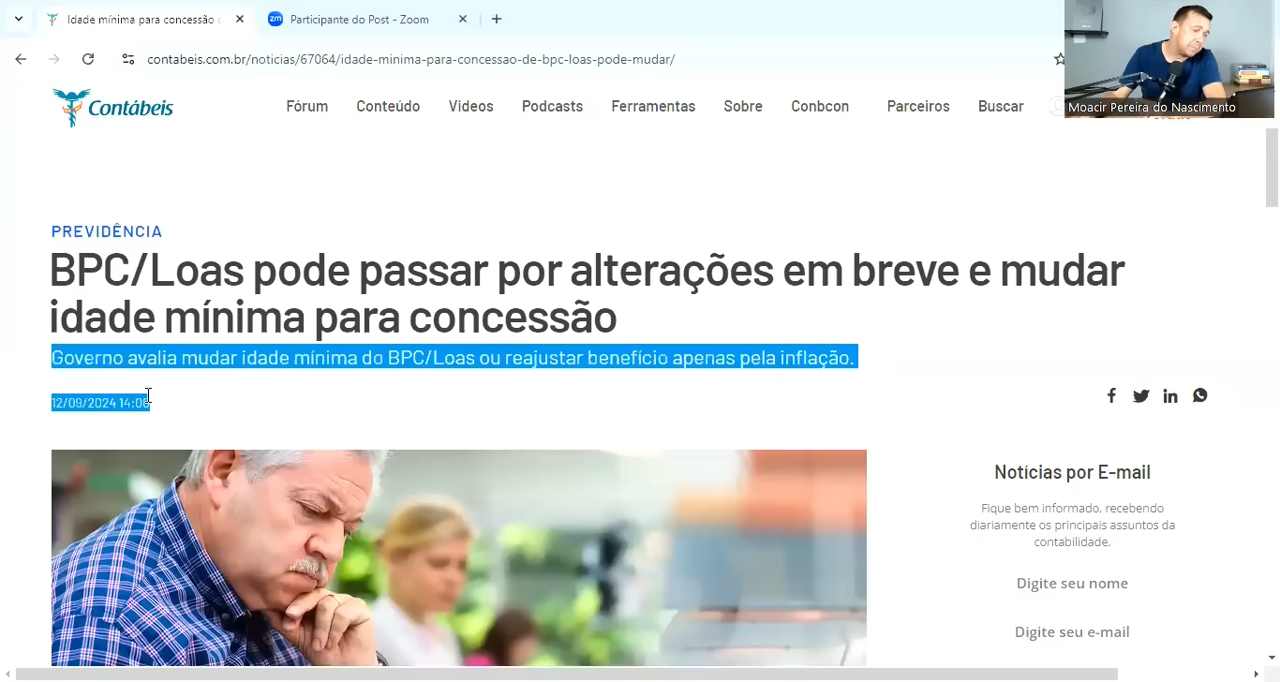 Idade mínima para concessão
Participante do Post - Zoom
contabeis.com.br/noticias/67064/idade-minima-para-concessao-de-bpc-loas-pode-mudar/
Moacir Pereira do Nascimento
Contábeis
Fórum
Conteúdo
Videos
Podcasts
Ferramentas
Sobre
Conbcon
Parceiros
Buscar
PREVIDÊNCIA
BPC/Loas pode passar por alterações em breve e mudar
idade mínima para concessão
Governo avalia mudar idade mínima do BPC/Loas ou reajustar benefício apenas pela inflação.
12/09/2024 14:06
Notícias por E-mail
Fique bem informado, recebendo
diariamente os principais assuntos da
contabilidade.
Digite seu nome
Digite seu e-mail